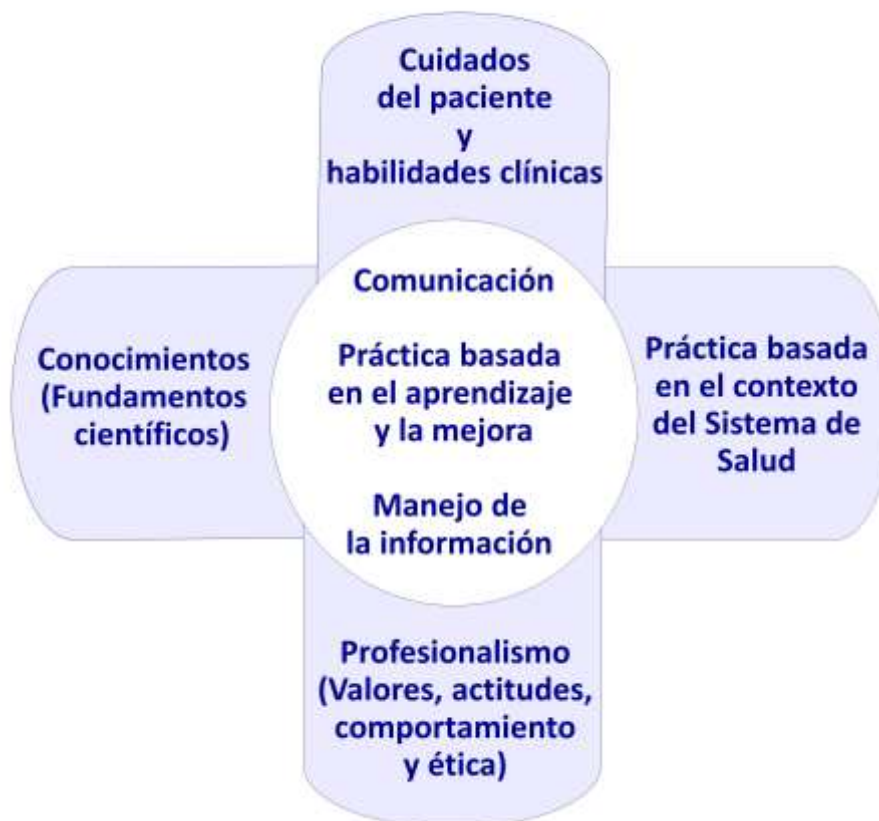 Cuidados
del paciente
y
habilidades clínicas
Comunicación
Práctica basada
en el aprendizaje
y la mejora
Manejo de
la información
Conocimientos
(Fundamentos
científicos)
Práctica basada
en el contexto
del Sistema de
Salud
Profesionalismo
(Valores, actitudes,
comportamiento
y ética)